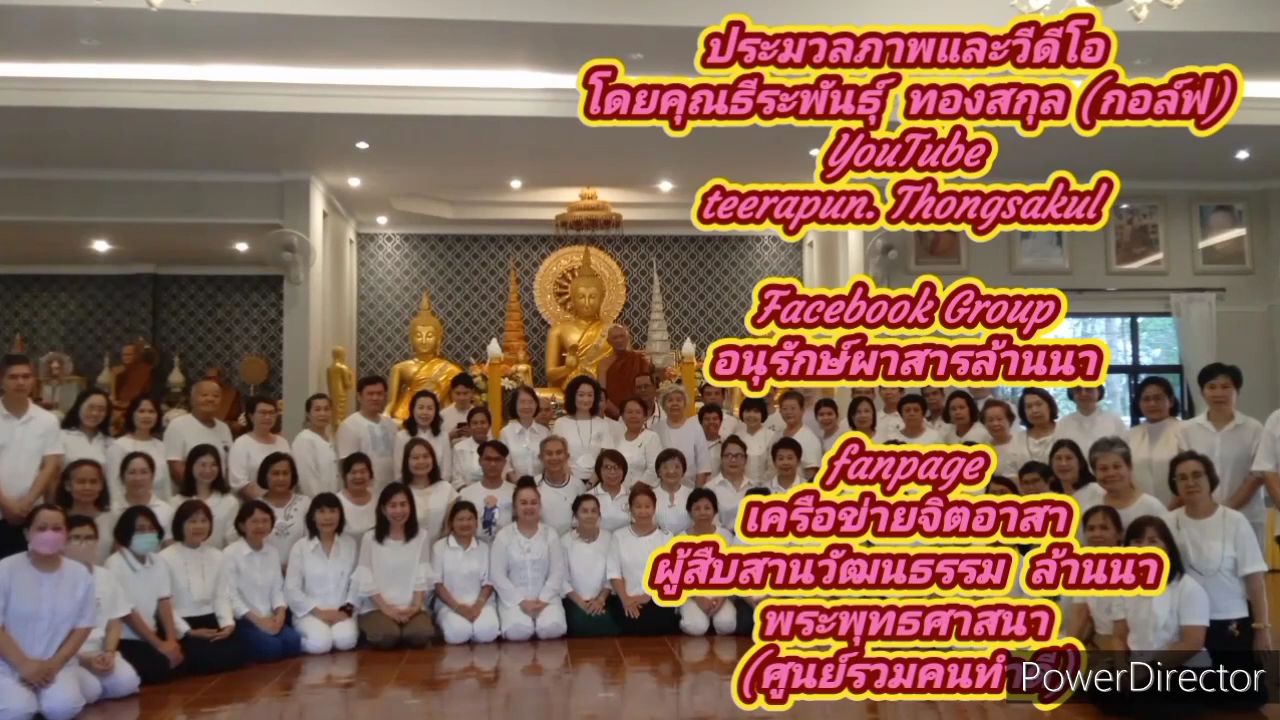 ประมวลภาพและวีดีโอ
โดยคุณธีระพันธุ์ ทองสกุล (กอล์ฟ)
YouTube
teerapun. Thongsakul
Facebook Group
อนุรักษ์ผาสารล้านนา
fanpage
เครือข่ายจิตอาสา
ผู้สืบสานวัฒนธรรม ล้านนา
พระพุทธศาสนา
(ศูนย์รวมคนทำดี)
PowerDirector